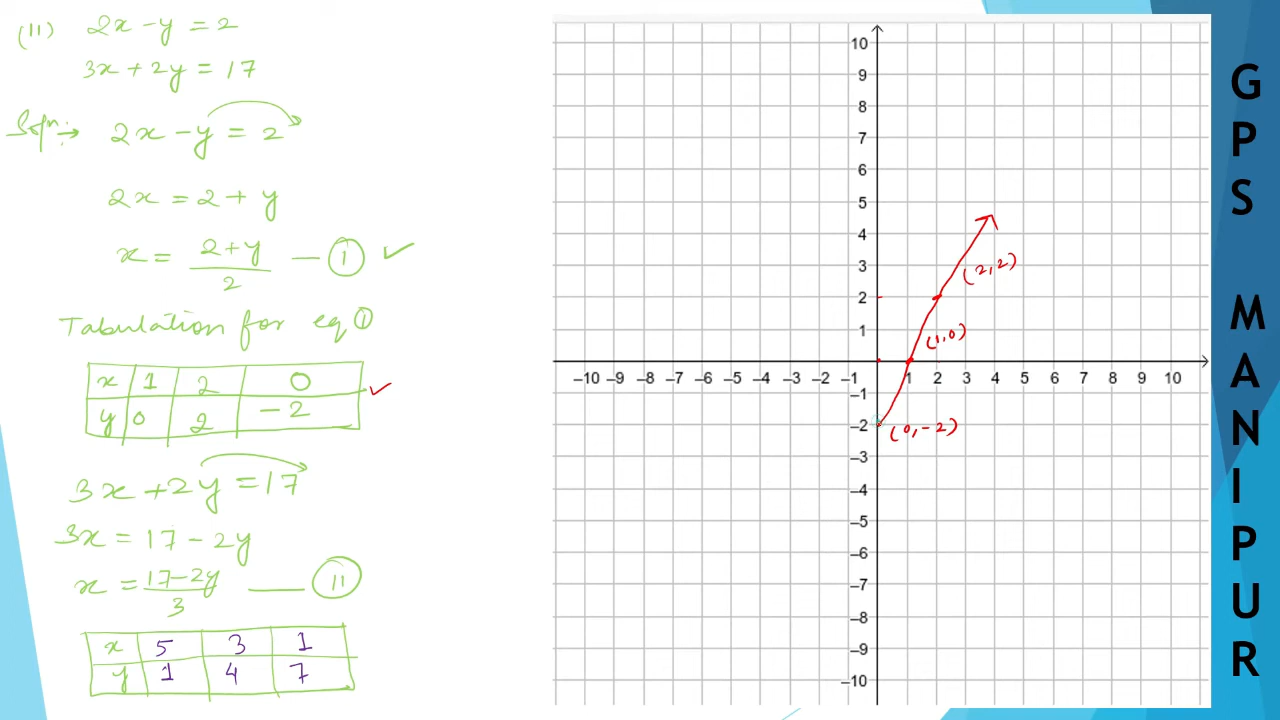 (II) 2x - y = 2
3x + 2y = 17
Soln: → 2x - y = 2
2x = 2 + y
x = 2+y/2 — ① ✓
Tabulation for eq ①
x 1 2 0
y 0 2 -2
3x + 2y = 17
3x = 17 - 2y
x = 17-2y/3 — (II)
x 5 3 1
y 1 4 7
10
9
8
7
6
5
4
3
2
1
–10 –9 –8 –7 –6 –5 –4 –3 –2 –1 1 2 3 4 5 6 7 8 9 10
–1
–2
–3
–4
–5
–6
–7
–8
–9
–10
(2,2)
(1,0)
(0,-2)
G
P
S
M
A
N
I
P
U
R